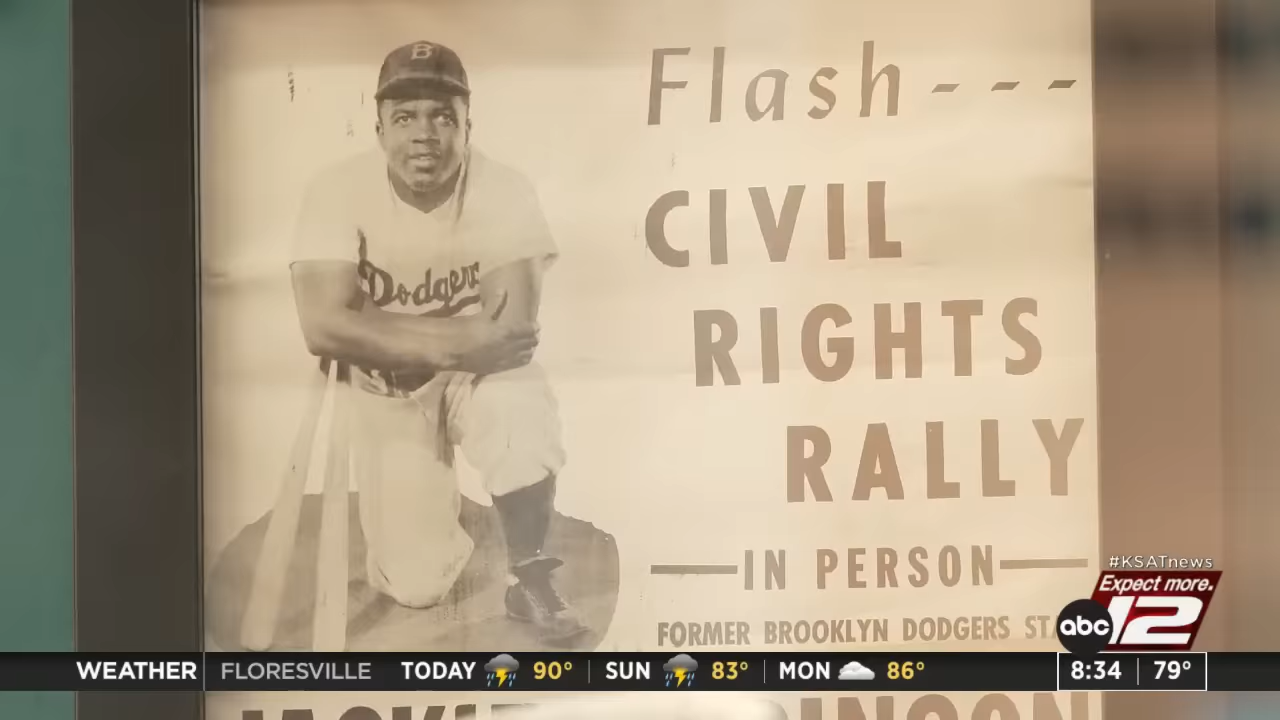 B
Dodgers
Flash---
CIVIL
RIGHTS
RALLY
IN PERSON
FORMER BROOKLYN DODGERS
#KSATnews
Expect more.
abc 12
WEATHER FLORESVILLE TODAY 90° SUN 83° MON 86° 8:34 79°